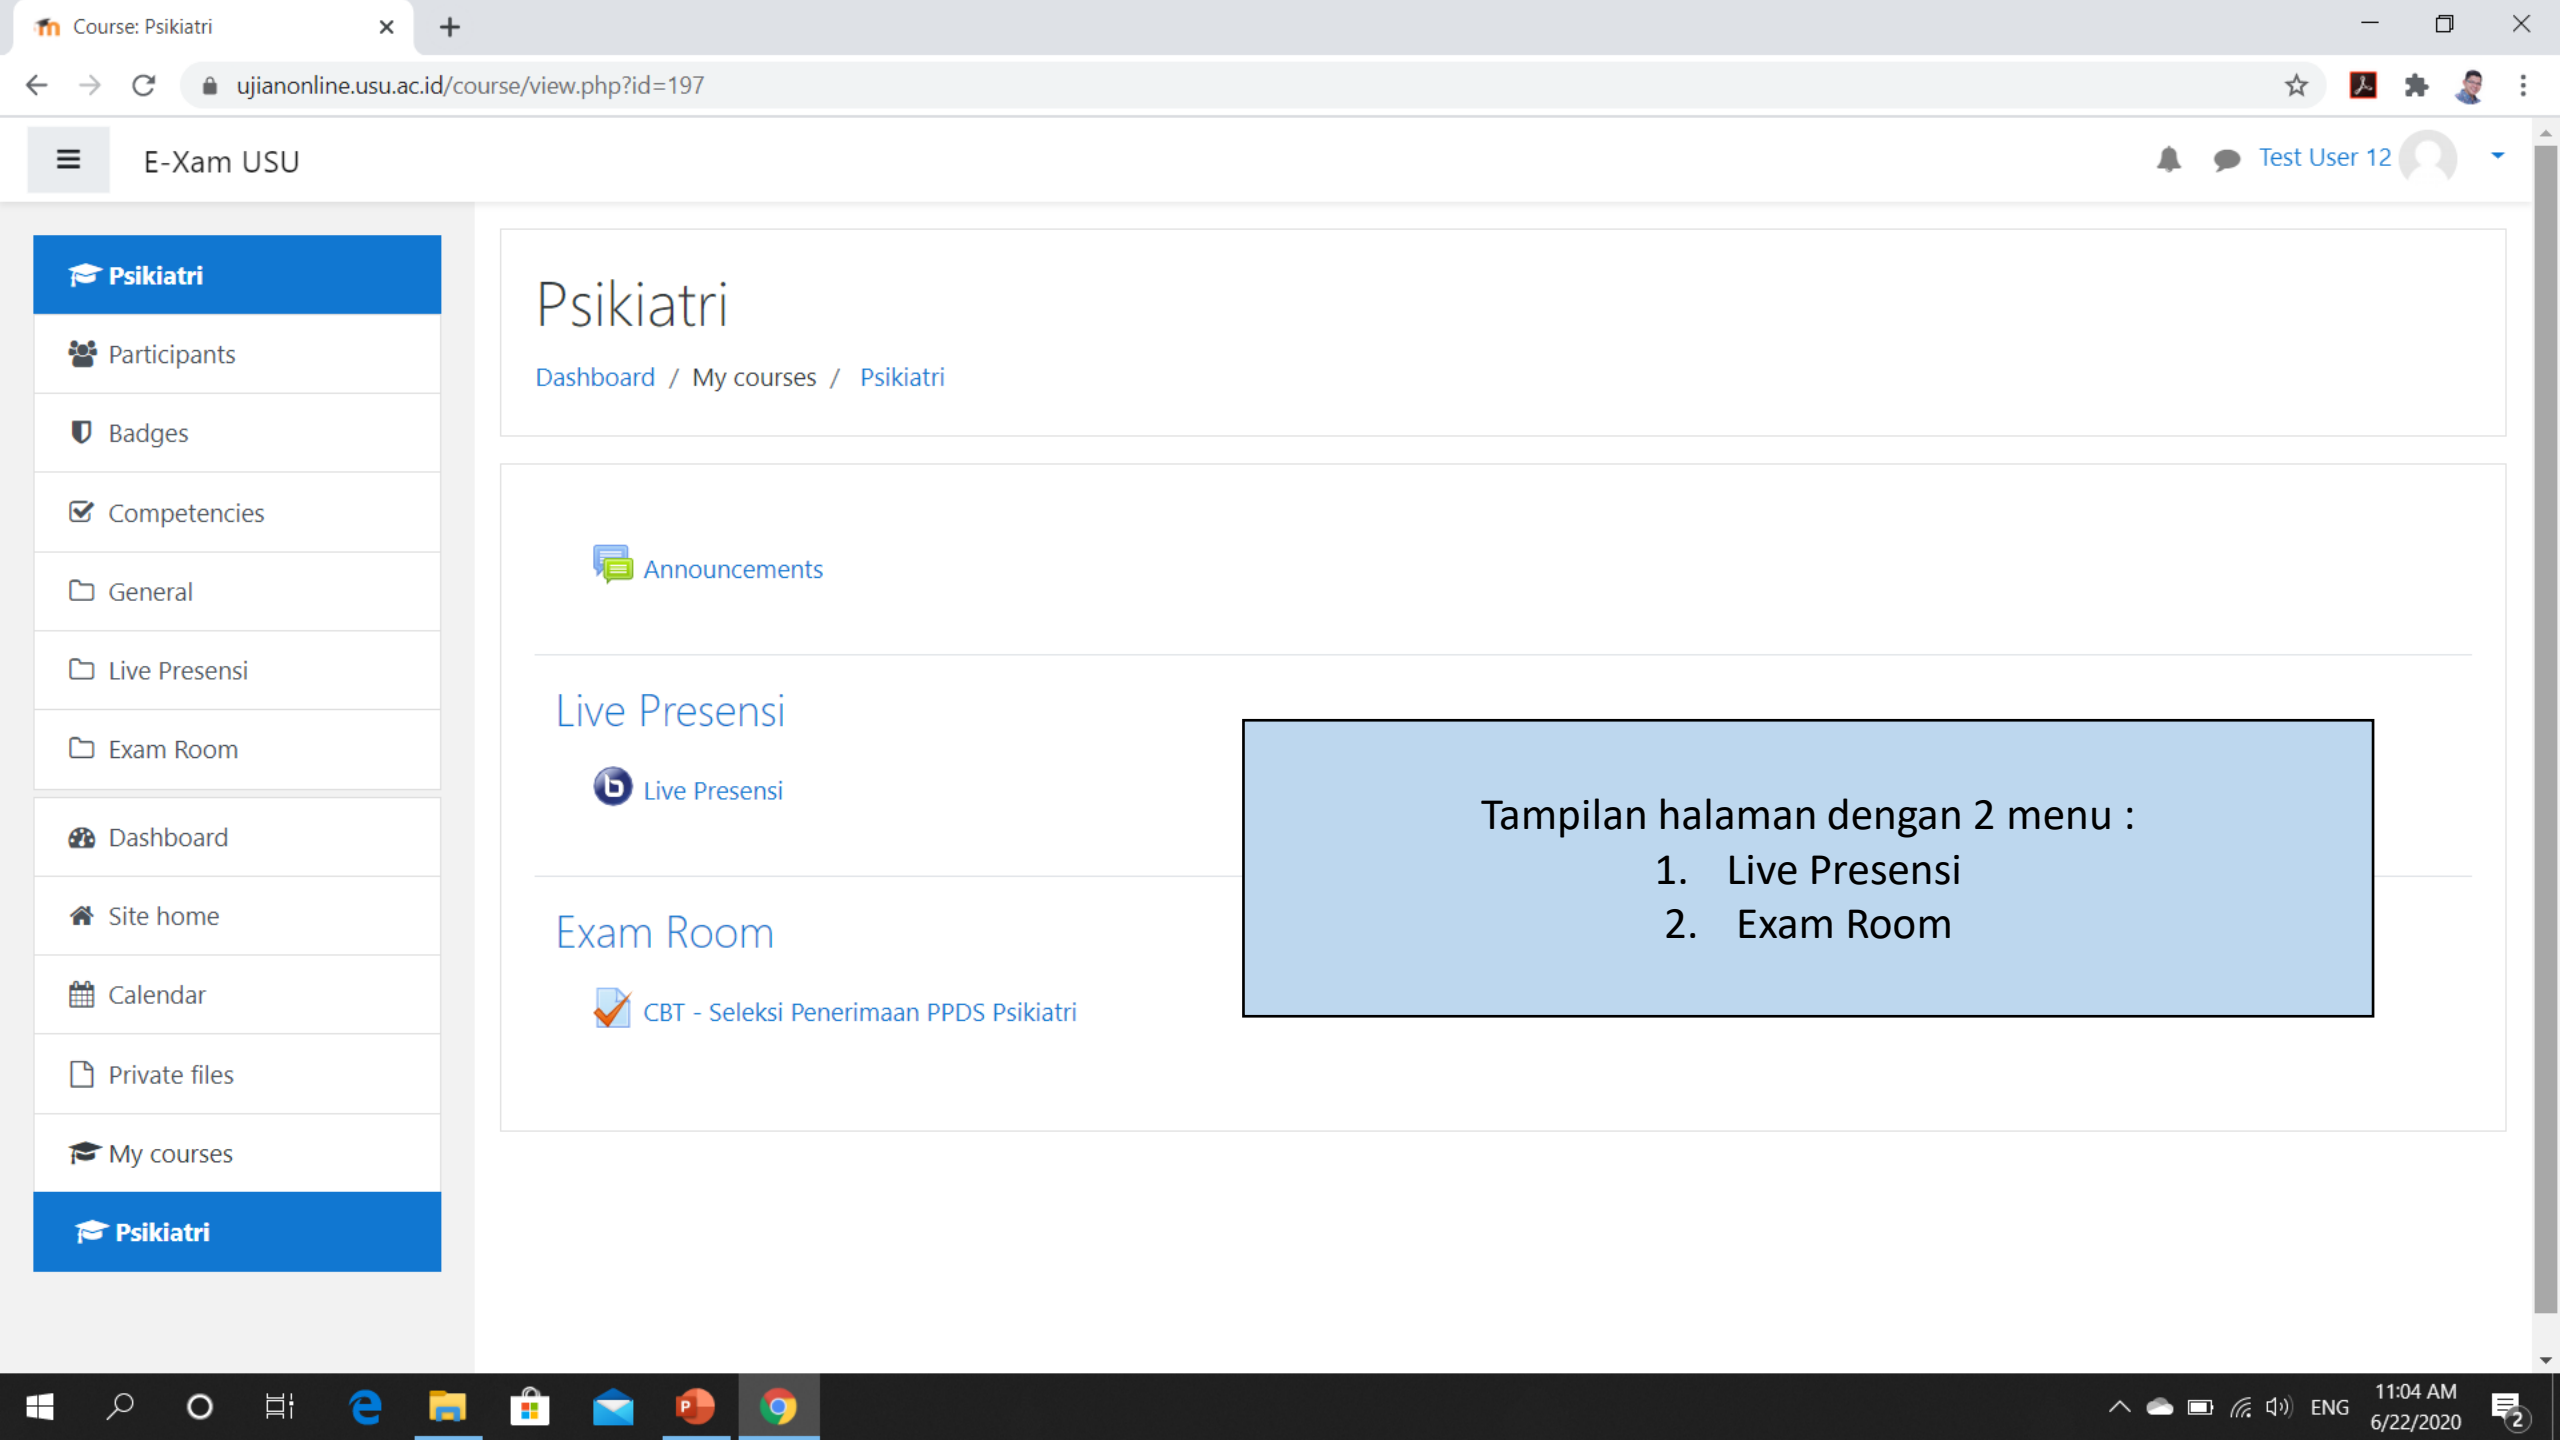 Course: Psikiatri
ujianonline.usu.ac.id/course/view.php?id=197
E-Xam USU
Test User 12
Psikiatri
Participants
Badges
Competencies
General
Live Presensi
Exam Room
Dashboard
Site home
Calendar
Private files
My courses
Psikiatri
Psikiatri
Dashboard / My courses / Psikiatri
Announcements
Live Presensi
Live Presensi
Exam Room
CBT - Seleksi Penerimaan PPDS Psikiatri
Tampilan halaman dengan 2 menu :
1. Live Presensi
2. Exam Room
ENG
11:04 AM
6/22/2020
2